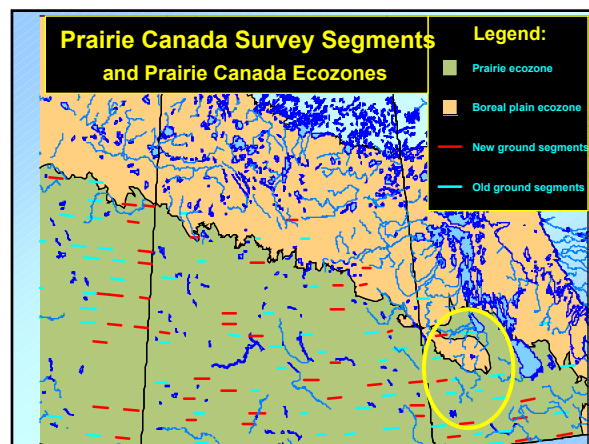 Prairie Canada Survey Segments
and Prairie Canada Ecozones
Legend:
Prairie ecozone
Boreal plain ecozone
New ground segments
Old ground segments